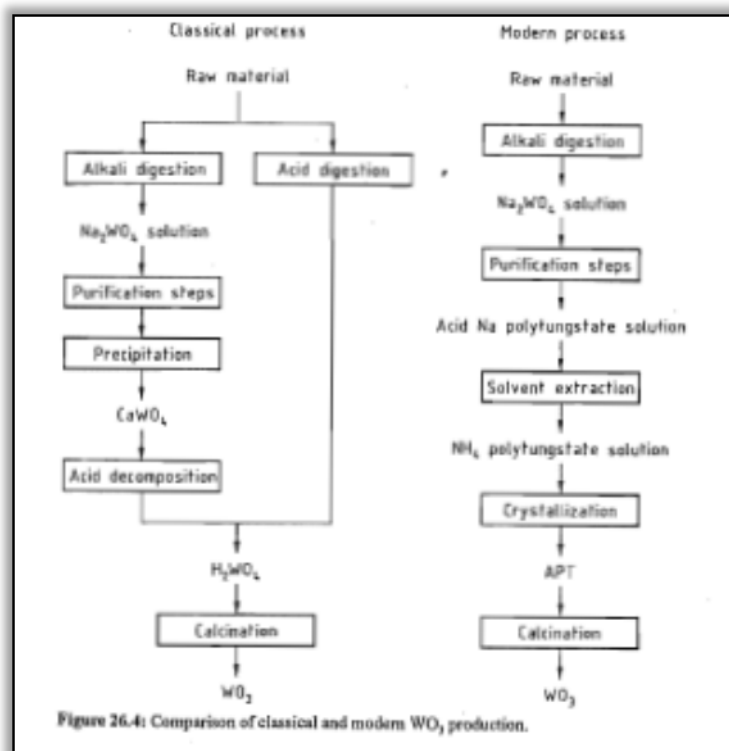 Classical process
Raw material
Alkali digestion
Acid digestion
Na₂WO₄ solution
Purification steps
Precipitation
CaWO₄
Acid decomposition
H₂WO₄
Calcination
WO₃
Modern process
Raw material
Alkali digestion
Na₂WO₄ solution
Purification steps
Acid Na polytungstate solution
Solvent extraction
NH₄ polytungstate solution
Crystallization
APT
Calcination
WO₃
Figure 26.4: Comparison of classical and modern WO₃ production.